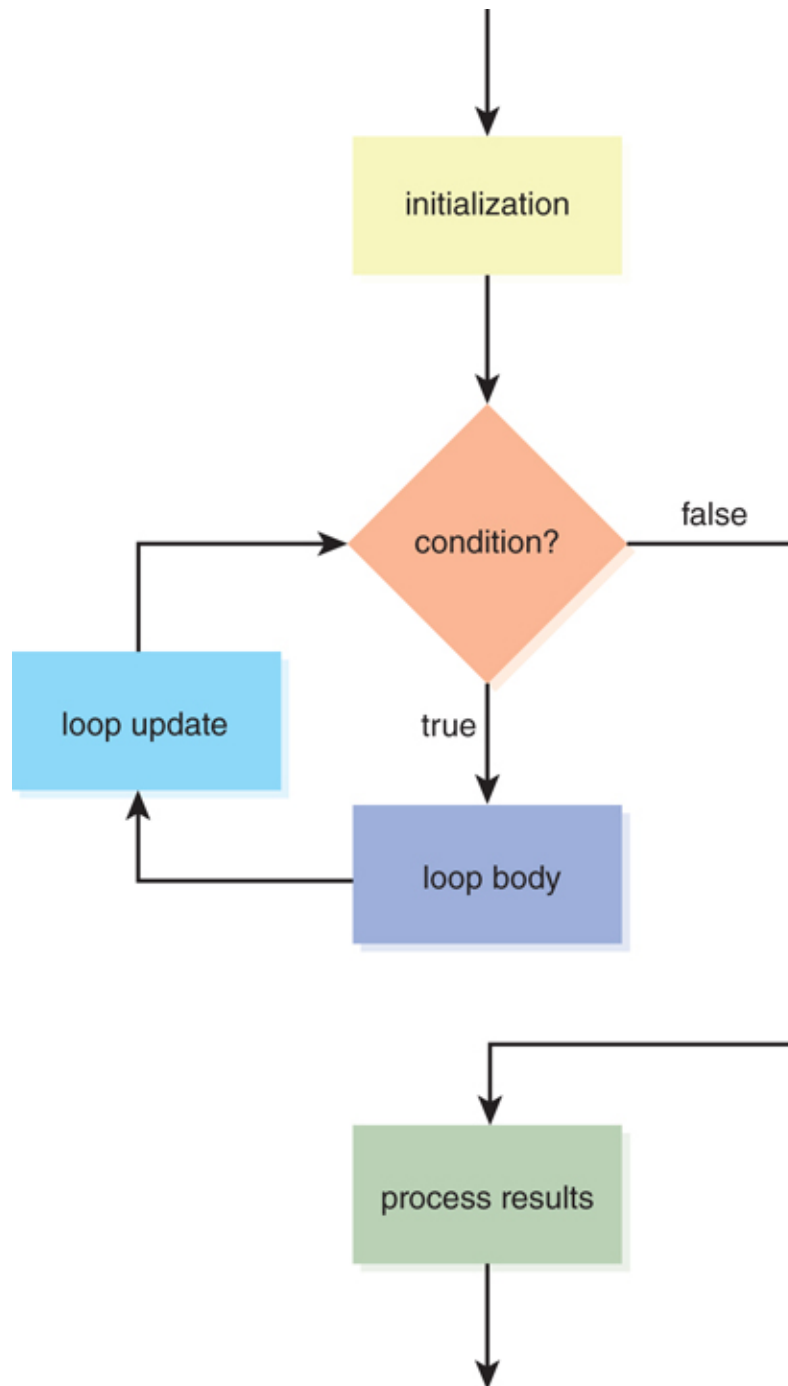 initialization
condition?
false
true
loop update
loop body
process results